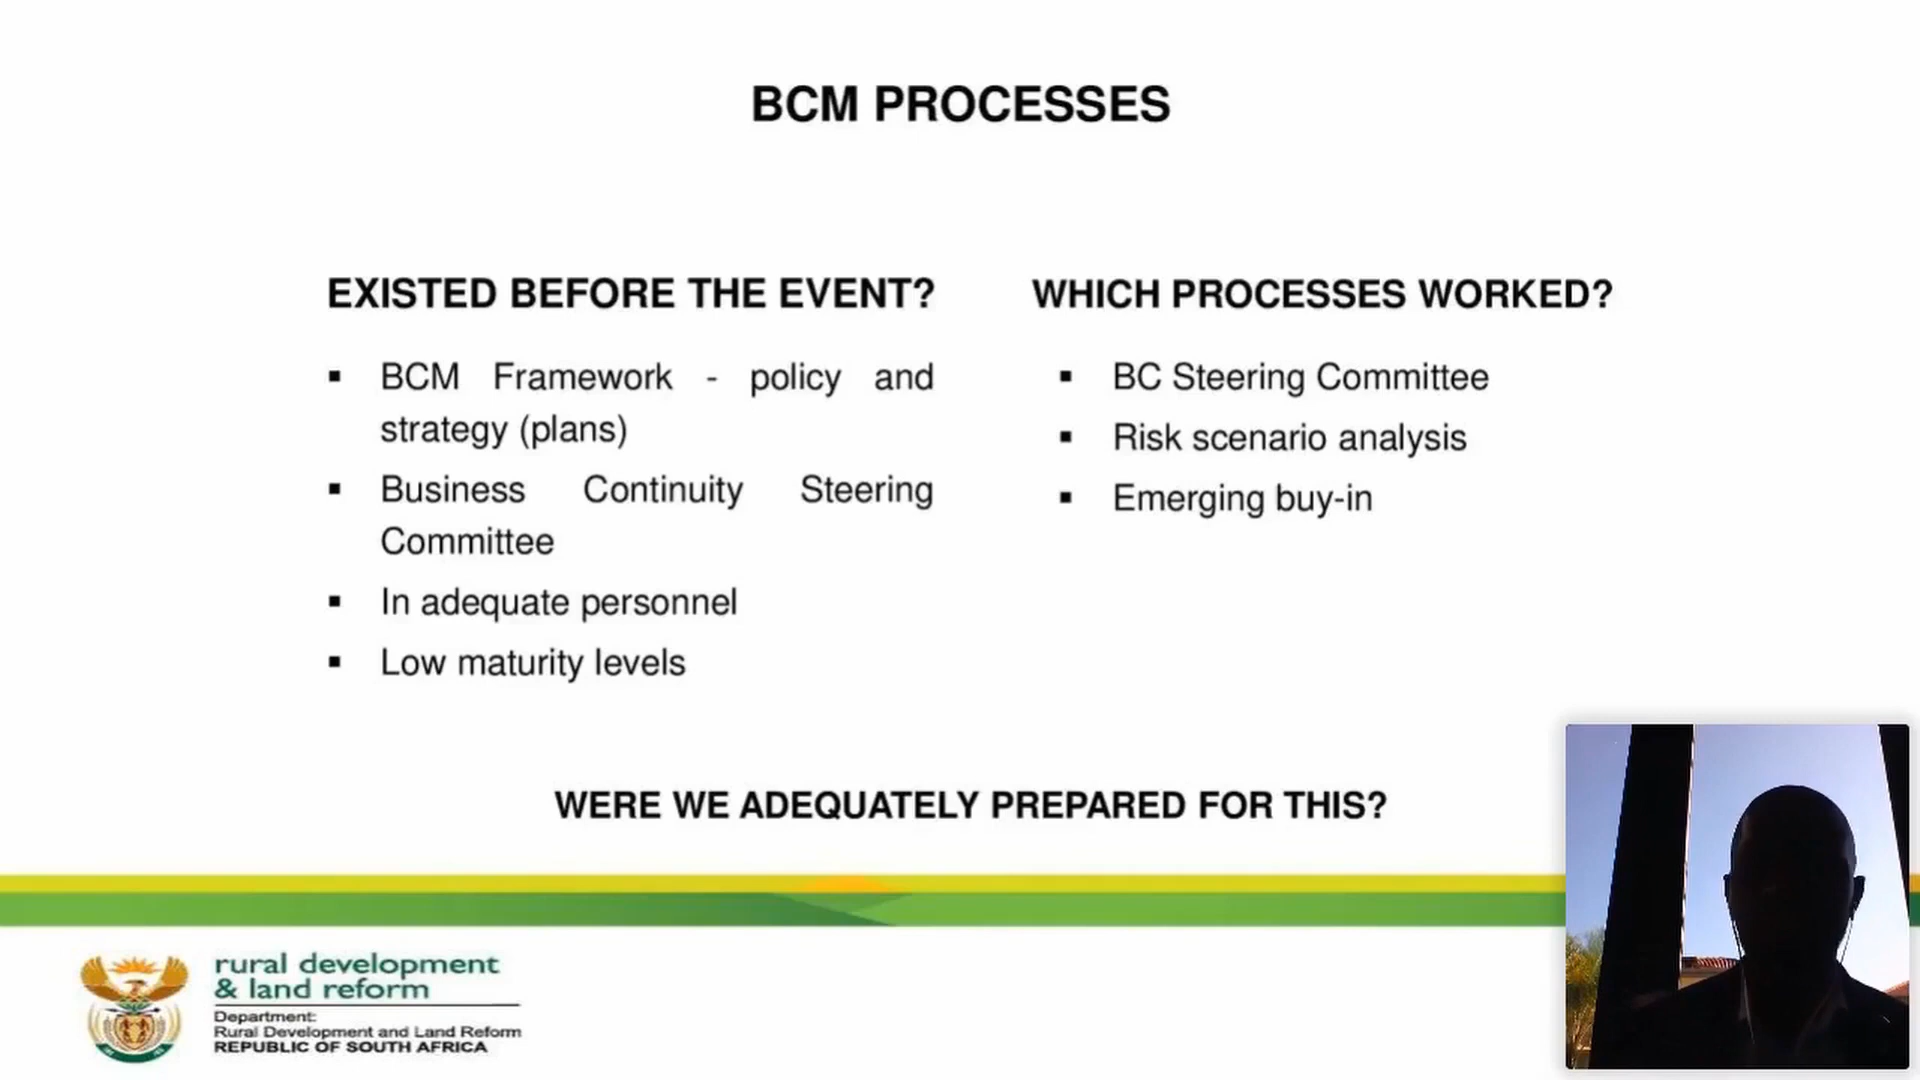 BCM PROCESSES
EXISTED BEFORE THE EVENT?
▪ BCM Framework - policy and
strategy (plans)
▪ Business Continuity Steering
Committee
▪ In adequate personnel
▪ Low maturity levels
WHICH PROCESSES WORKED?
▪ BC Steering Committee
▪ Risk scenario analysis
▪ Emerging buy-in
WERE WE ADEQUATELY PREPARED FOR THIS?
rural development
& land reform
Department:
Rural Development and Land Reform
REPUBLIC OF SOUTH AFRICA